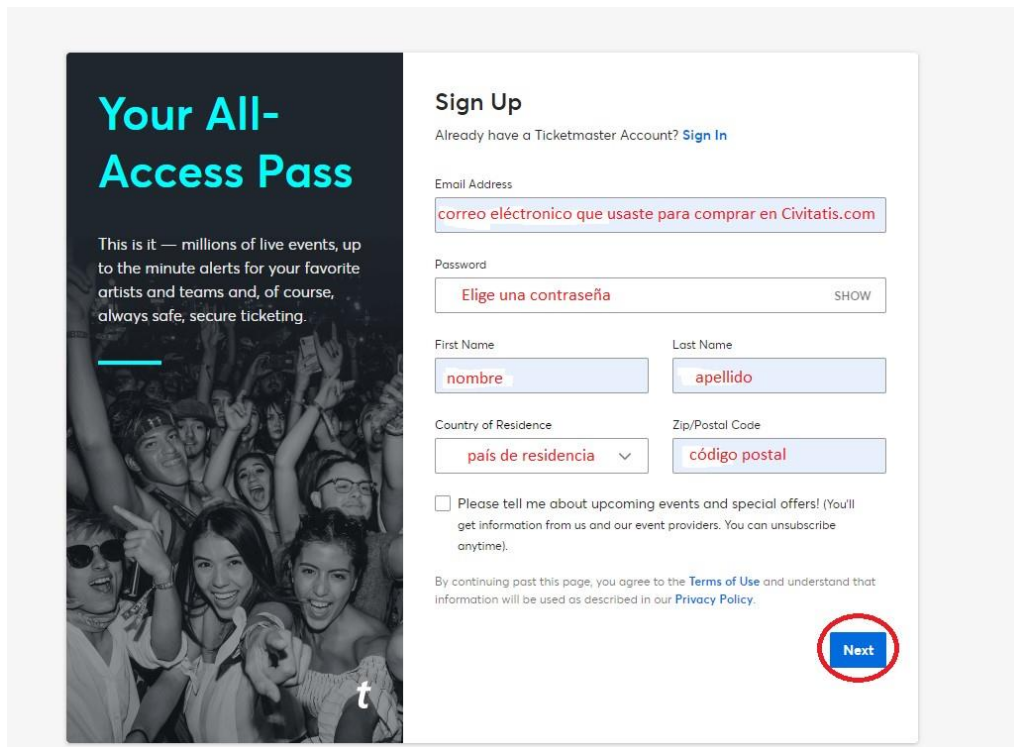 Your All-
Access Pass
This is it — millions of live events, up
to the minute alerts for your favorite
artists and teams and, of course,
always safe, secure ticketing.
t
Sign Up
Already have a Ticketmaster Account? Sign In
Email Address
correo eléctronico que usaste para comprar en Civitatis.com
Password
Elige una contraseña SHOW
First Name Last Name
nombre apellido
Country of Residence Zip/Postal Code
país de residencia código postal
Please tell me about upcoming events and special offers! (You'll
get information from us and our event providers. You can unsubscribe
anytime).
By continuing past this page, you agree to the Terms of Use and understand that
information will be used as described in our Privacy Policy.
Next